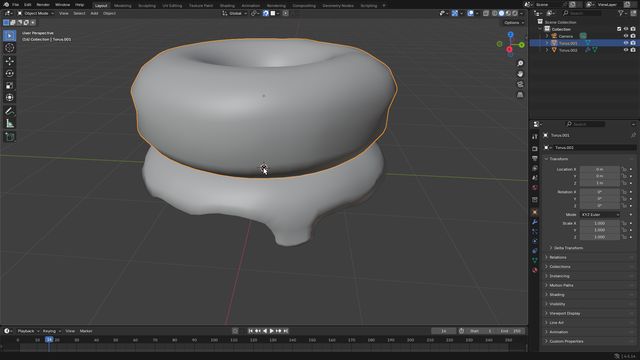 File Edit Render Window Help Layout Modeling Sculpting UV Editing Texture Paint Shading Animation Rendering Compositing Geometry Nodes Scripting
Scene
ViewLayer
Object Mode View Select Add Object
Global
Options
User Perspective
Torus.001
Scene Collection
Collection
Camera
Torus.001
Torus.002
Search
Torus.001
Torus.001
Transform
Location X 0 m
Y 0 m
Z 1 m
Rotation X 0°
Y 0°
Z 0°
Mode XYZ Euler
Scale X 1.000
Y 1.000
Z 1.000
Delta Transform
Relations
Collections
Instancing
Motion Paths
Shading
Visibility
Viewport Display
Line Art
Animation
Custom Properties
Playback Keying View Marker
14
Start 1
End 250